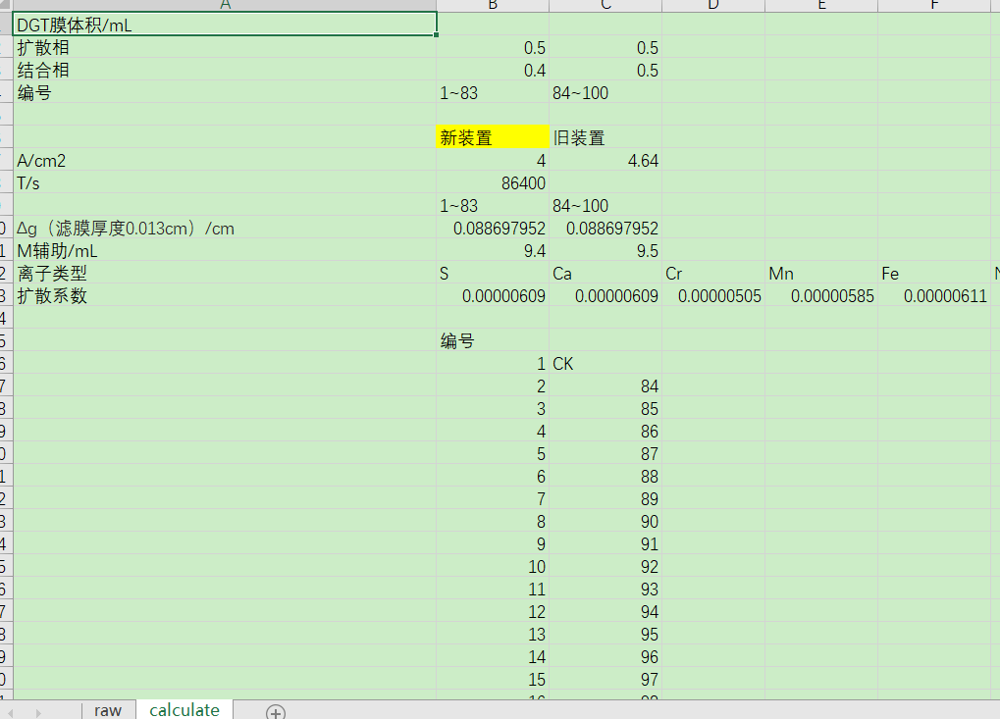 A B C D E F
DGT膜体积/mL
扩散相 0.5 0.5
结合相 0.4 0.5
编号 1~83 84~100
新装置 旧装置
A/cm2 4 4.64
T/s 86400
1~83 84~100
Δg（滤膜厚度0.013cm）/cm 0.088697952 0.088697952
M辅助/mL 9.4 9.5
离子类型 S Ca Cr Mn Fe
扩散系数 0.00000609 0.00000609 0.00000505 0.00000585 0.00000611
编号
1 CK
2 84
3 85
4 86
5 87
6 88
7 89
8 90
9 91
10 92
11 93
12 94
13 95
14 96
15 97
raw calculate